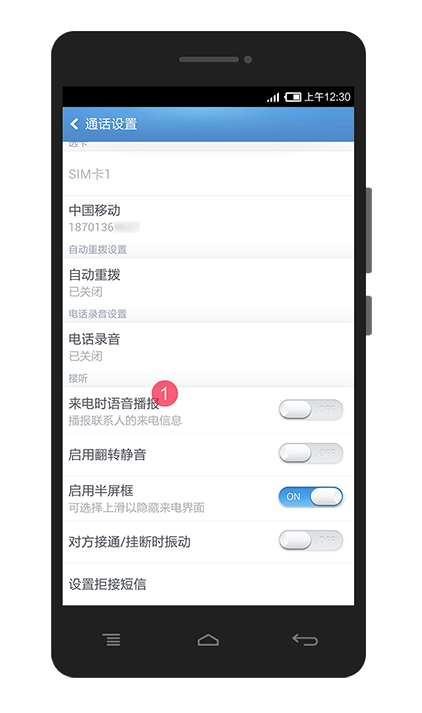 上午12:30
通话设置
选卡
SIM卡1
中国移动
1870136
自动重拨设置
自动重拨
已关闭
电话录音设置
电话录音
已关闭
接听
1
来电时语音播报
OFF
播报联系人的来电信息
启用翻转静音
OFF
启用半屏框
ON
可选择上滑以隐藏来电界面
对方接通/挂断时振动
OFF
设置拒接短信